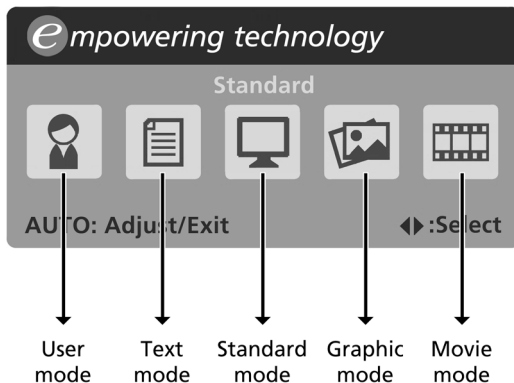 empowering technology
Standard
AUTO: Adjust/Exit ◀▶:Select
User mode
Text mode
Standard mode
Graphic mode
Movie mode